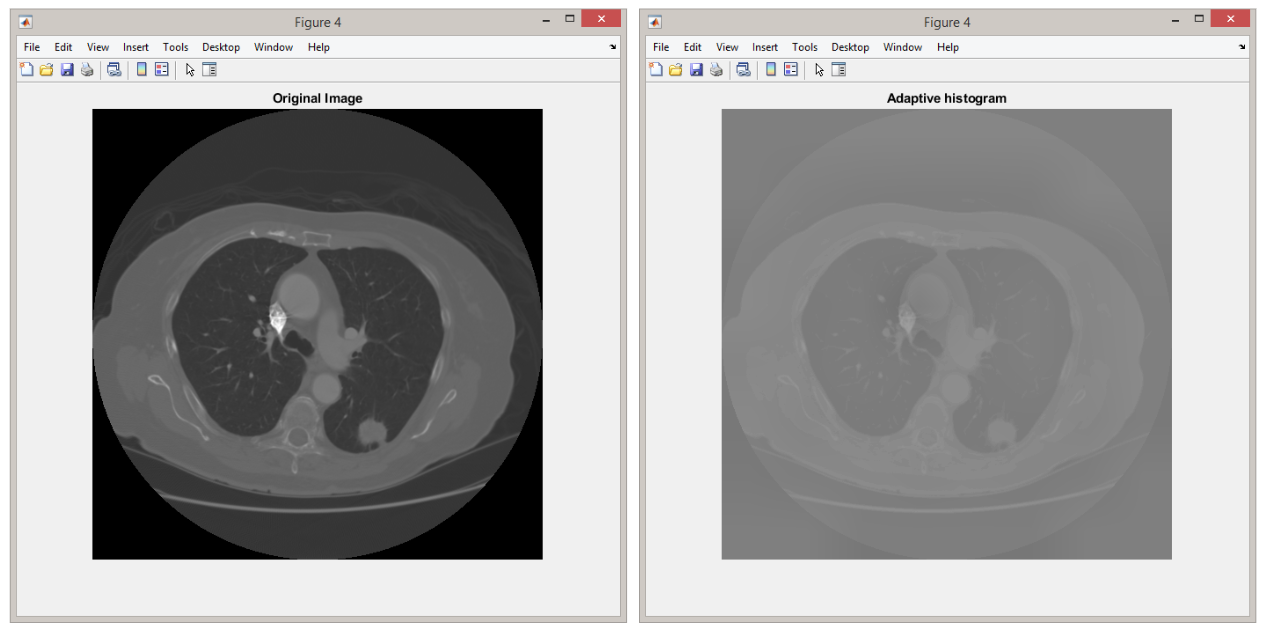 Figure 4
File Edit View Insert Tools Desktop Window Help
Original Image
Figure 4
File Edit View Insert Tools Desktop Window Help
Adaptive histogram